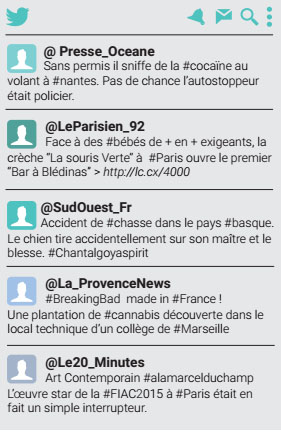 @ Presse_Oceane
Sans permis il sniffe de la #cocaïne au
volant à #nantes. Pas de chance l'autostoppeur
était policier.
@LeParisien_92
Face à des #bébés de + en + exigeants, la
crèche "La souris Verte" à #Paris ouvre le premier
"Bar à Blédinas" > http://lc.cx/4000
@SudOuest_Fr
Accident de #chasse dans le pays #basque.
Le chien tire accidentellement sur son maître et le
blesse. #Chantalgoyaspirit
@La_ProvenceNews
#BreakingBad made in #France !
Une plantation de #cannabis découverte dans le
local technique d'un collège de #Marseille
@Le20_Minutes
Art Contemporain #alamarcelduchamp
L'œuvre star de la #FIAC2015 à #Paris était en
fait un simple interrupteur.